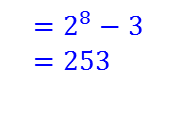 = 2⁸ − 3
= 253